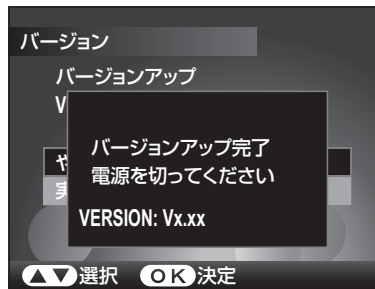 バージョン
バージョンアップ
V
バージョンアップ完了
電源を切ってください
VERSION: Vx.xx
▲▼選択 OK決定